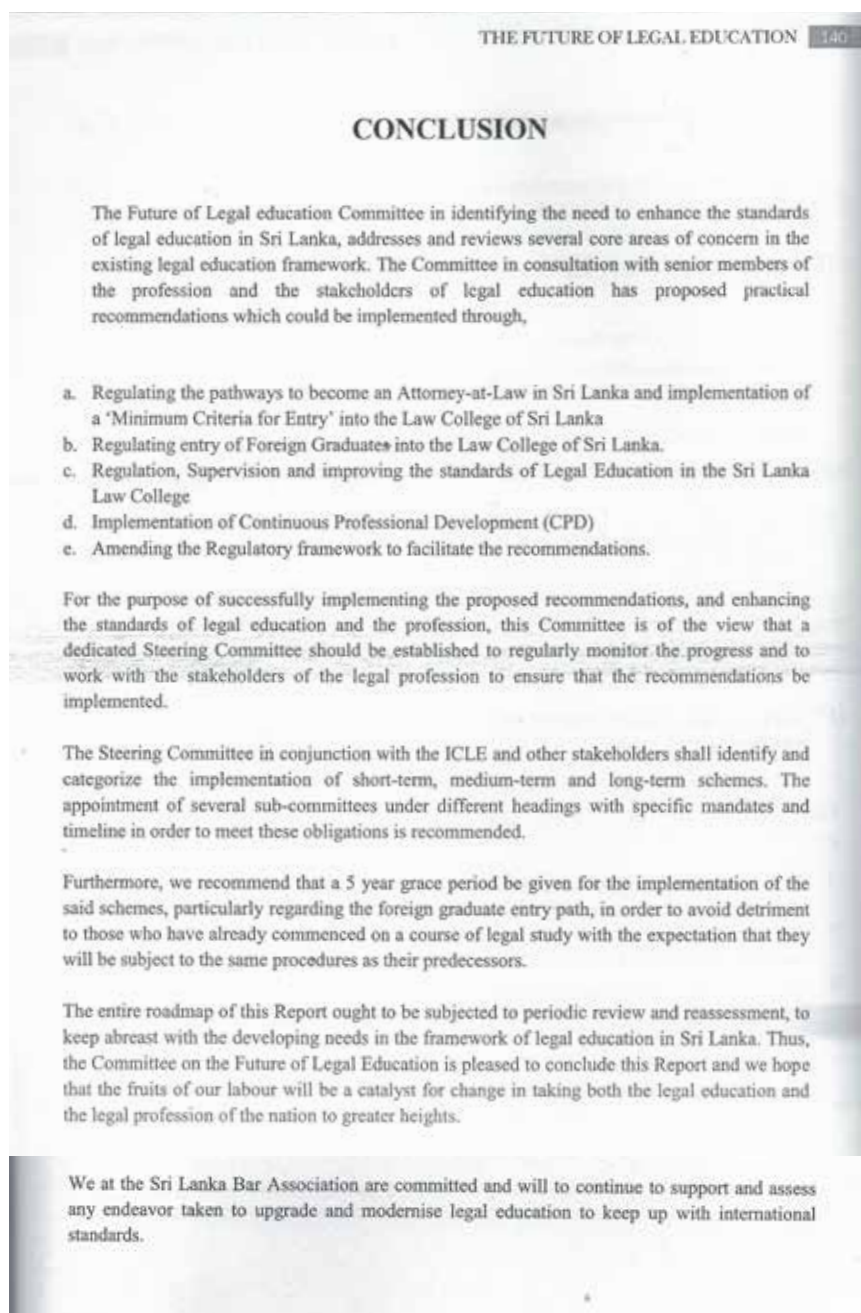 THE FUTURE OF LEGAL EDUCATION 140
CONCLUSION
The Future of Legal education Committee in identifying the need to enhance the standards
of legal education in Sri Lanka, addresses and reviews several core areas of concern in the
existing legal education framework. The Committee in consultation with senior members of
the profession and the stakeholders of legal education has proposed practical
recommendations which could be implemented through,
a. Regulating the pathways to become an Attorney-at-Law in Sri Lanka and implementation of
a 'Minimum Criteria for Entry' into the Law College of Sri Lanka
b. Regulating entry of Foreign Graduates into the Law College of Sri Lanka.
c. Regulation, Supervision and improving the standards of Legal Education in the Sri Lanka
Law College
d. Implementation of Continuous Professional Development (CPD)
e. Amending the Regulatory framework to facilitate the recommendations.
For the purpose of successfully implementing the proposed recommendations, and enhancing
the standards of legal education and the profession, this Committee is of the view that a
dedicated Steering Committee should be established to regularly monitor the progress and to
work with the stakeholders of the legal profession to ensure that the recommendations be
implemented.
The Steering Committee in conjunction with the ICLE and other stakeholders shall identify and
categorize the implementation of short-term, medium-term and long-term schemes. The
appointment of several sub-committees under different headings with specific mandates and
timeline in order to meet these obligations is recommended.
Furthermore, we recommend that a 5 year grace period be given for the implementation of the
said schemes, particularly regarding the foreign graduate entry path, in order to avoid detriment
to those who have already commenced on a course of legal study with the expectation that they
will be subject to the same procedures as their predecessors.
The entire roadmap of this Report ought to be subjected to periodic review and reassessment, to
keep abreast with the developing needs in the framework of legal education in Sri Lanka. Thus,
the Committee on the Future of Legal Education is pleased to conclude this Report and we hope
that the fruits of our labour will be a catalyst for change in taking both the legal education and
the legal profession of the nation to greater heights.
We at the Sri Lanka Bar Association are committed and will to continue to support and assess
any endeavor taken to upgrade and modernise legal education to keep up with international
standards.